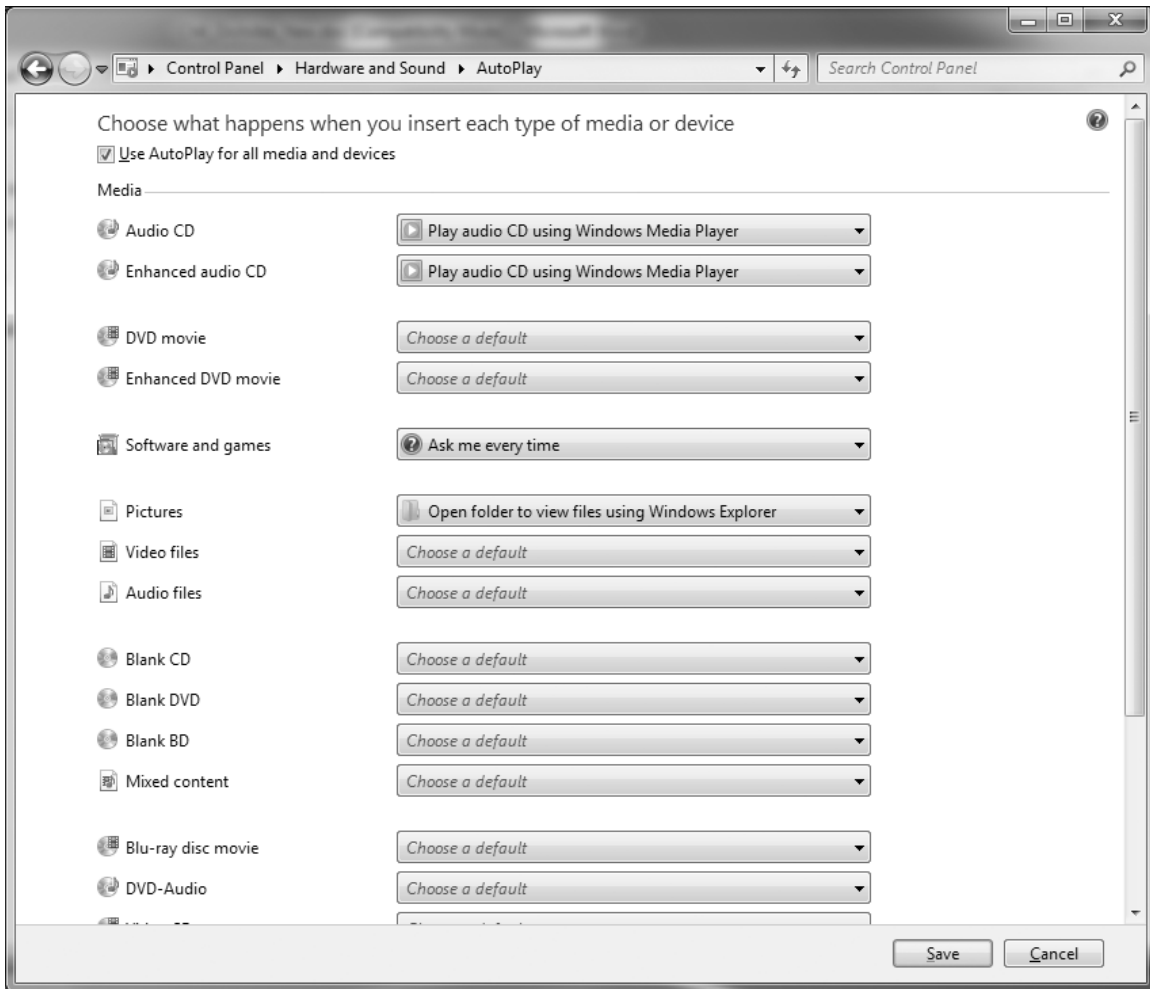 Control Panel ▸ Hardware and Sound ▸ AutoPlay Search Control Panel
Choose what happens when you insert each type of media or device
Use AutoPlay for all media and devices
Media
Audio CD Play audio CD using Windows Media Player
Enhanced audio CD Play audio CD using Windows Media Player
DVD movie Choose a default
Enhanced DVD movie Choose a default
Software and games Ask me every time
Pictures Open folder to view files using Windows Explorer
Video files Choose a default
Audio files Choose a default
Blank CD Choose a default
Blank DVD Choose a default
Blank BD Choose a default
Mixed content Choose a default
Blu-ray disc movie Choose a default
DVD-Audio Choose a default
Save Cancel